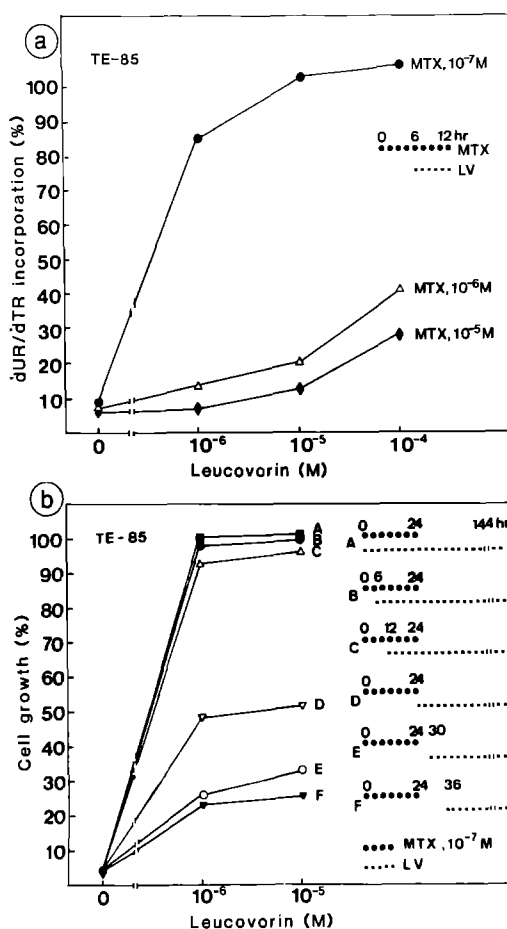 a
TE-85
dUR/dTR incorporation (%)
100
90
80
70
60
50
40
30
20
10
MTX, 10⁻⁷M
0 6 12 hr
MTX
LV
MTX, 10⁻⁶M
MTX, 10⁻⁵M
0 10⁻⁶ 10⁻⁵ 10⁻⁴
Leucovorin (M)
b
TE-85
Cell growth (%)
100
90
80
70
60
50
40
30
20
10
A
B
C
D
E
F
0 24 144 hr
A
0 6 24
B
0 12 24
C
0 24
D
0 24 30
E
0 24 36
F
MTX, 10⁻⁷M
LV
0 10⁻⁶ 10⁻⁵
Leucovorin (M)